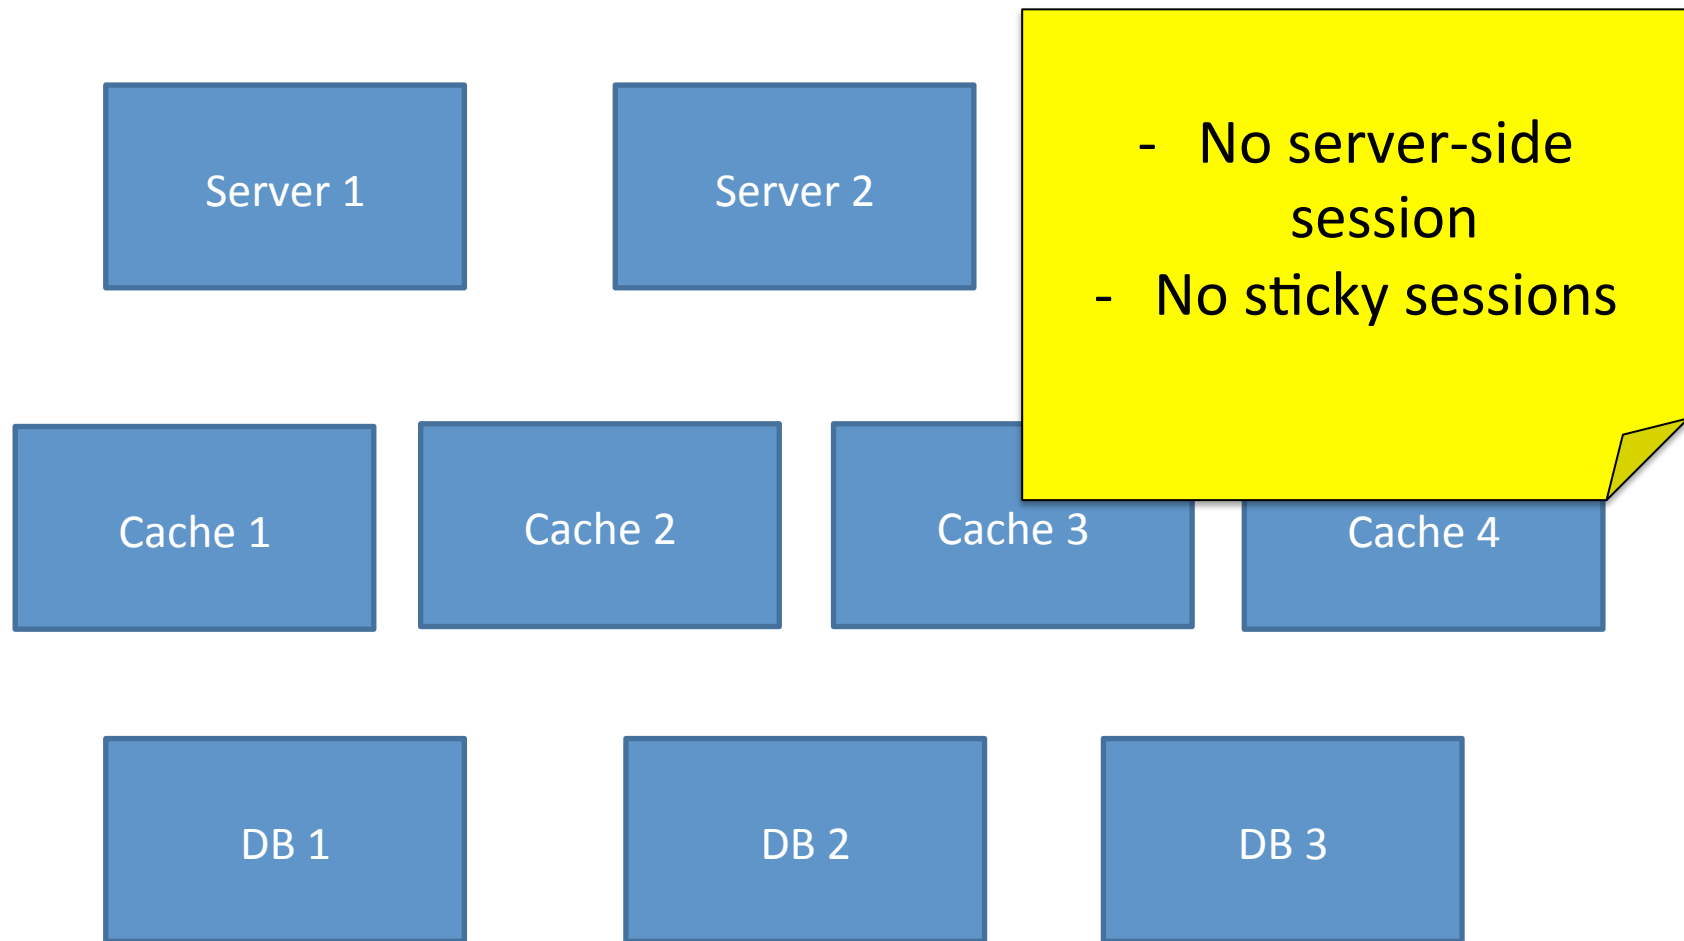 Server 1
Server 2
- No server-side
session
- No sticky sessions
Cache 1
Cache 2
Cache 3
Cache 4
DB 1
DB 2
DB 3